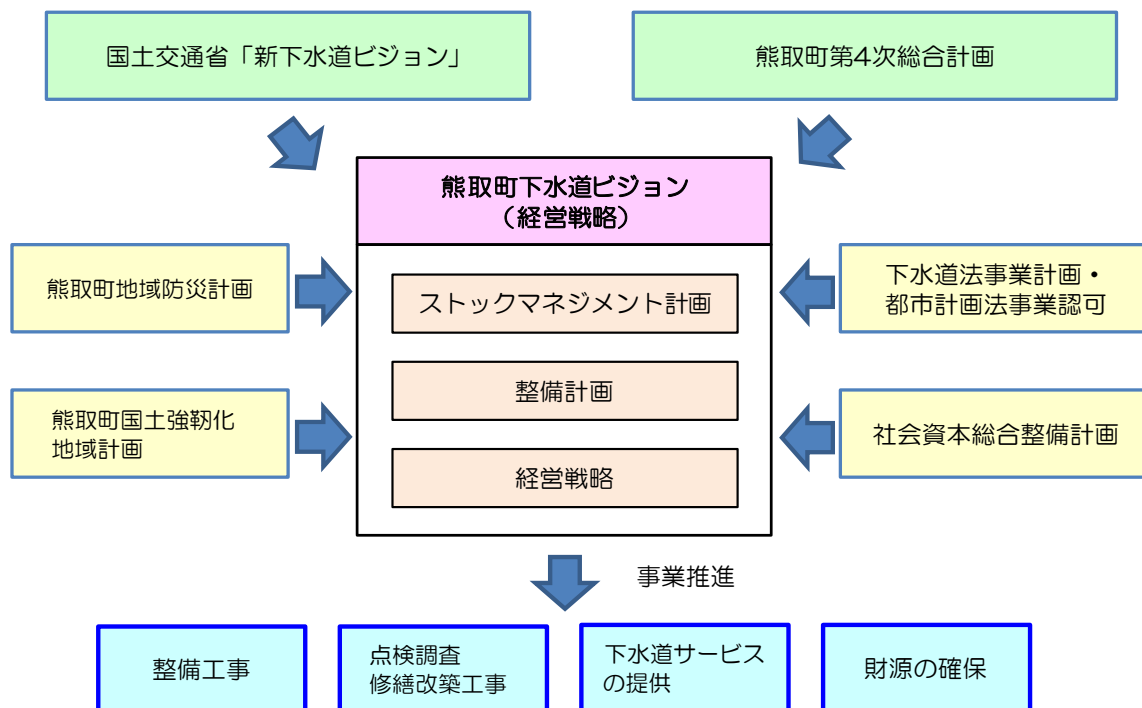 国土交通省「新下水道ビジョン」
熊取町第4次総合計画
熊取町下水道ビジョン
（経営戦略）
熊取町地域防災計画
ストックマネジメント計画
下水道法事業計画・
都市計画法事業認可
整備計画
熊取町国土強靭化
地域計画
経営戦略
社会資本総合整備計画
事業推進
整備工事
点検調査
修繕改築工事
下水道サービス
の提供
財源の確保